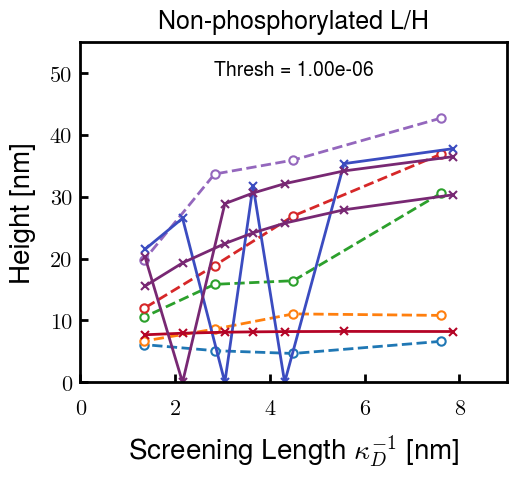 Non-phosphorylated L/H
Thresh = 1.00e-06
50
40
30
20
10
0
Height [nm]
0 2 4 6 8
Screening Length $\kappa_D^{-1}$ [nm]